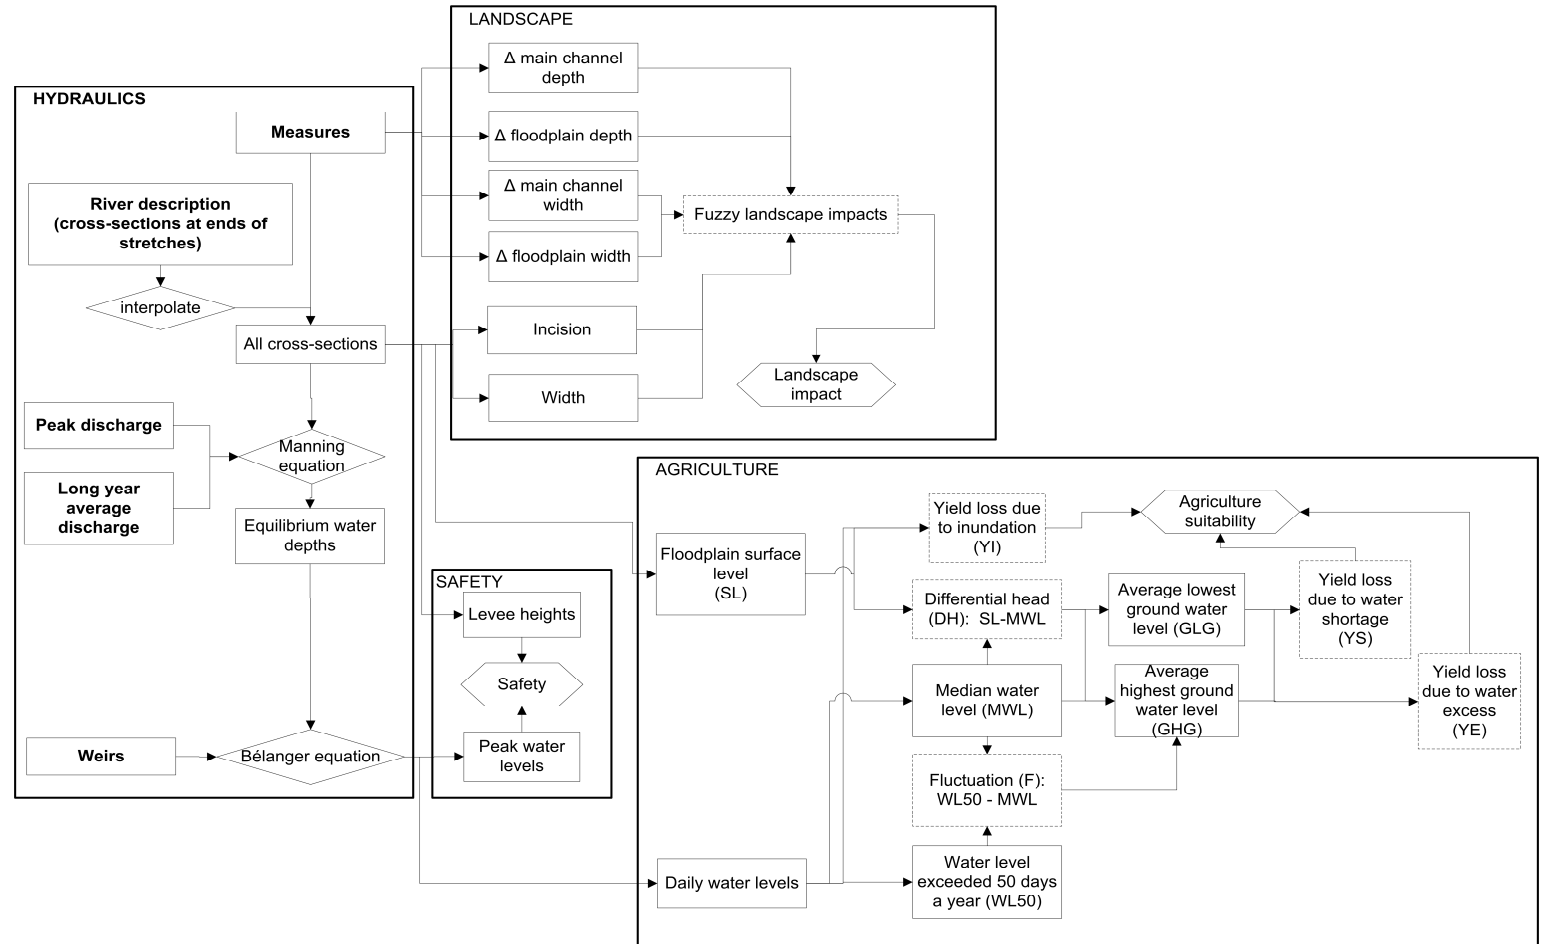 LANDSCAPE
Δ main channel
depth
HYDRAULICS
Measures
Δ floodplain depth
Δ main channel
width
River description
(cross-sections at ends of
stretches)
Fuzzy landscape impacts
Δ floodplain width
interpolate
Incision
All cross-sections
Landscape
impact
Width
Peak discharge
Manning
equation
Long year
average
discharge
Equilibrium water
depths
AGRICULTURE
Yield loss due
to inundation
(YI)
Agriculture
suitability
Floodplain surface
level
(SL)
SAFETY
Levee heights
Differential head
(DH): SL-MWL
Average lowest
ground water
level (GLG)
Yield loss
due to water
shortage
(YS)
Safety
Median water
level (MWL)
Average
highest ground
water level
(GHG)
Yield loss
due to water
excess
(YE)
Weirs
Bélanger equation
Peak water
levels
Fluctuation (F):
WL50 - MWL
Daily water levels
Water level
exceeded 50 days
a year (WL50)